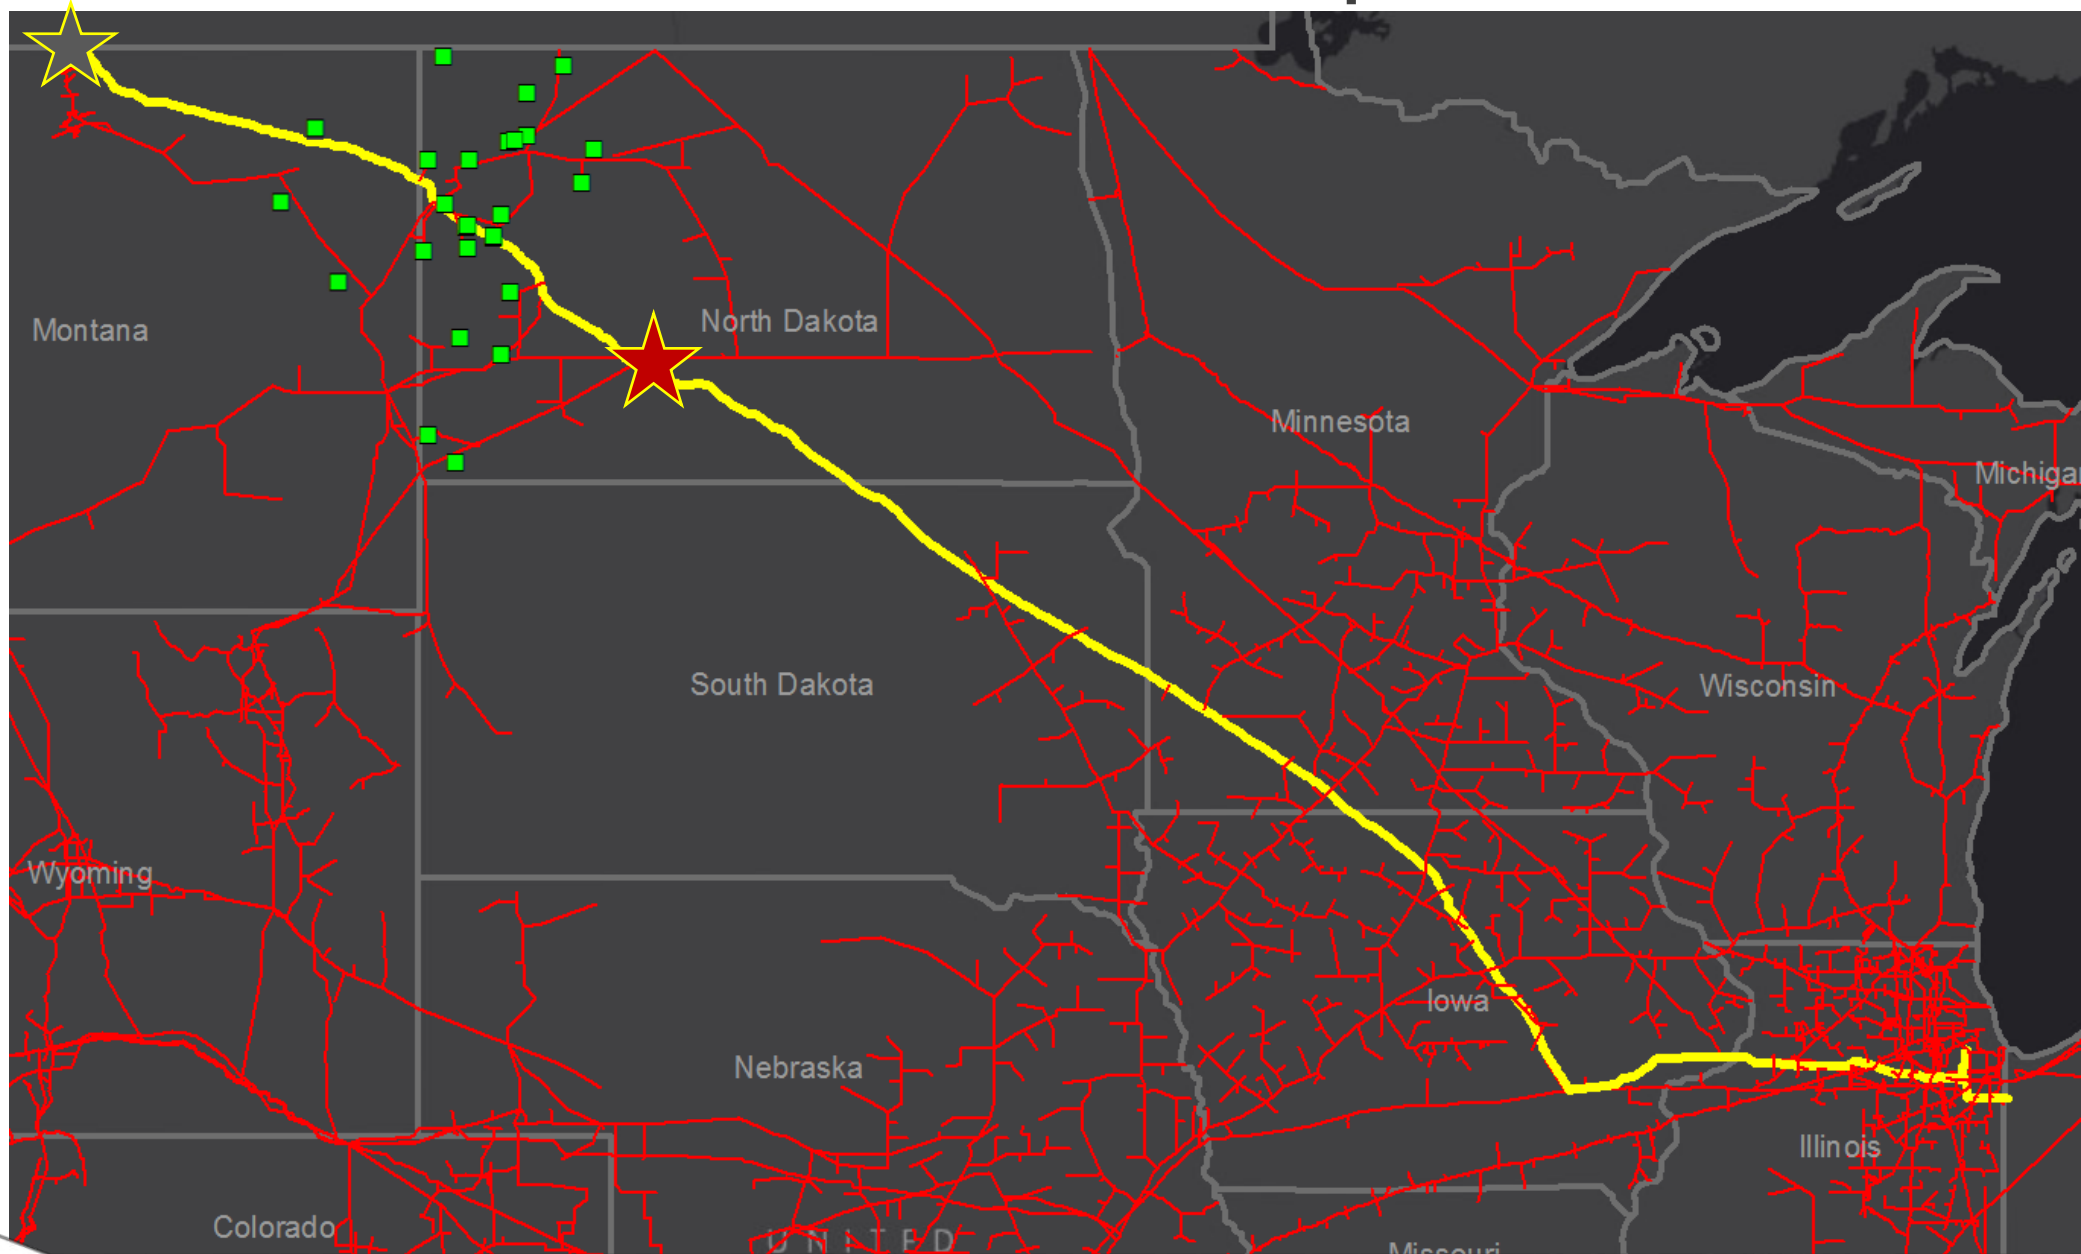 North Dakota
Montana
Minnesota
Michigan
South Dakota
Wisconsin
Wyoming
Iowa
Nebraska
Illinois
Colorado
UNITED
Missouri